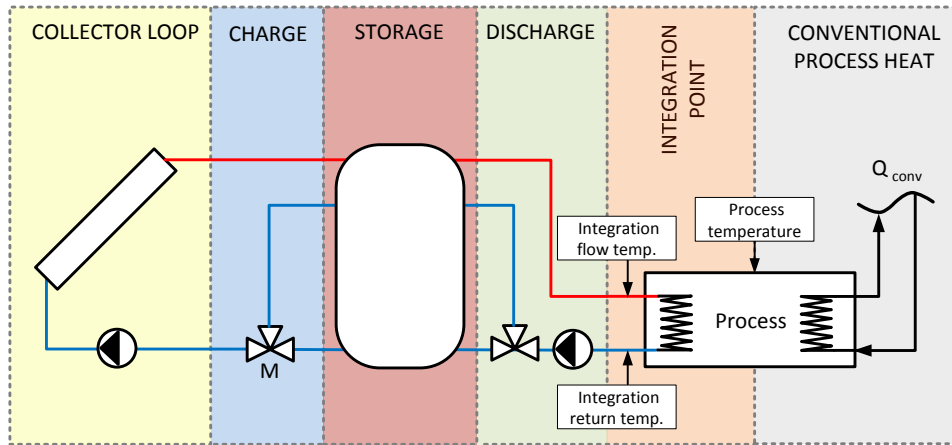 COLLECTOR LOOP
CHARGE
STORAGE
DISCHARGE
INTEGRATION
POINT
CONVENTIONAL
PROCESS HEAT
Q conv
Process
temperature
Integration
flow temp.
Process
M
Integration
return temp.